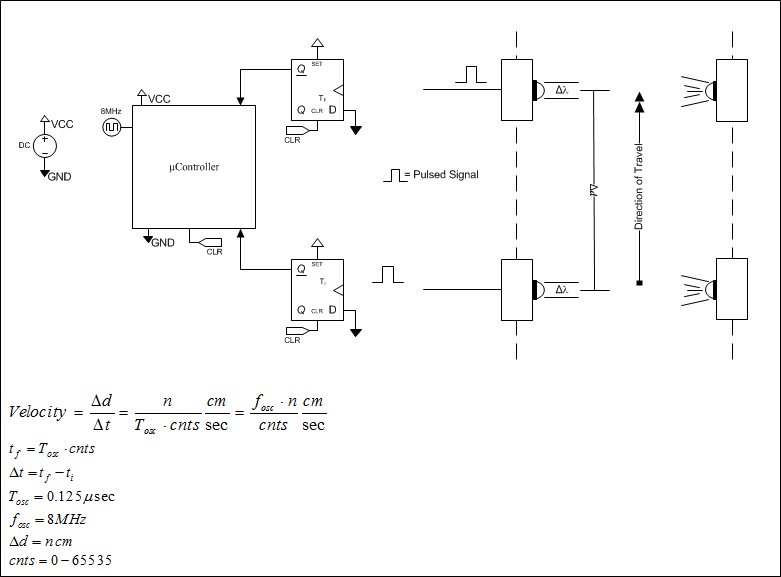 SET
Q
T_F
Q CLR D
CLR
8MHz
VCC
VCC
DC
+
−
GND
μController
GND
CLR
= Pulsed Signal
Δλ
Δd
Direction of Travel
SET
Q
T_I
Q CLR D
CLR
Δλ
Velocity = Δd/Δt = n/(T_osc · cnts) cm/sec = (f_osc · n)/cnts cm/sec
t_f = T_osc · cnts
Δt = t_f − t_i
T_osc = 0.125 μsec
f_osc = 8MHz
Δd = n cm
cnts = 0 − 65535